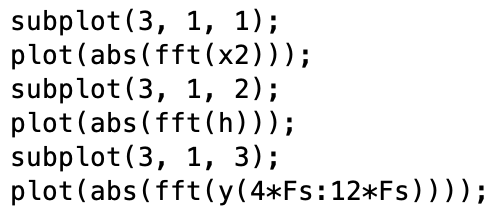 subplot(3, 1, 1);
plot(abs(fft(x2)));
subplot(3, 1, 2);
plot(abs(fft(h)));
subplot(3, 1, 3);
plot(abs(fft(y(4*Fs:12*Fs))));